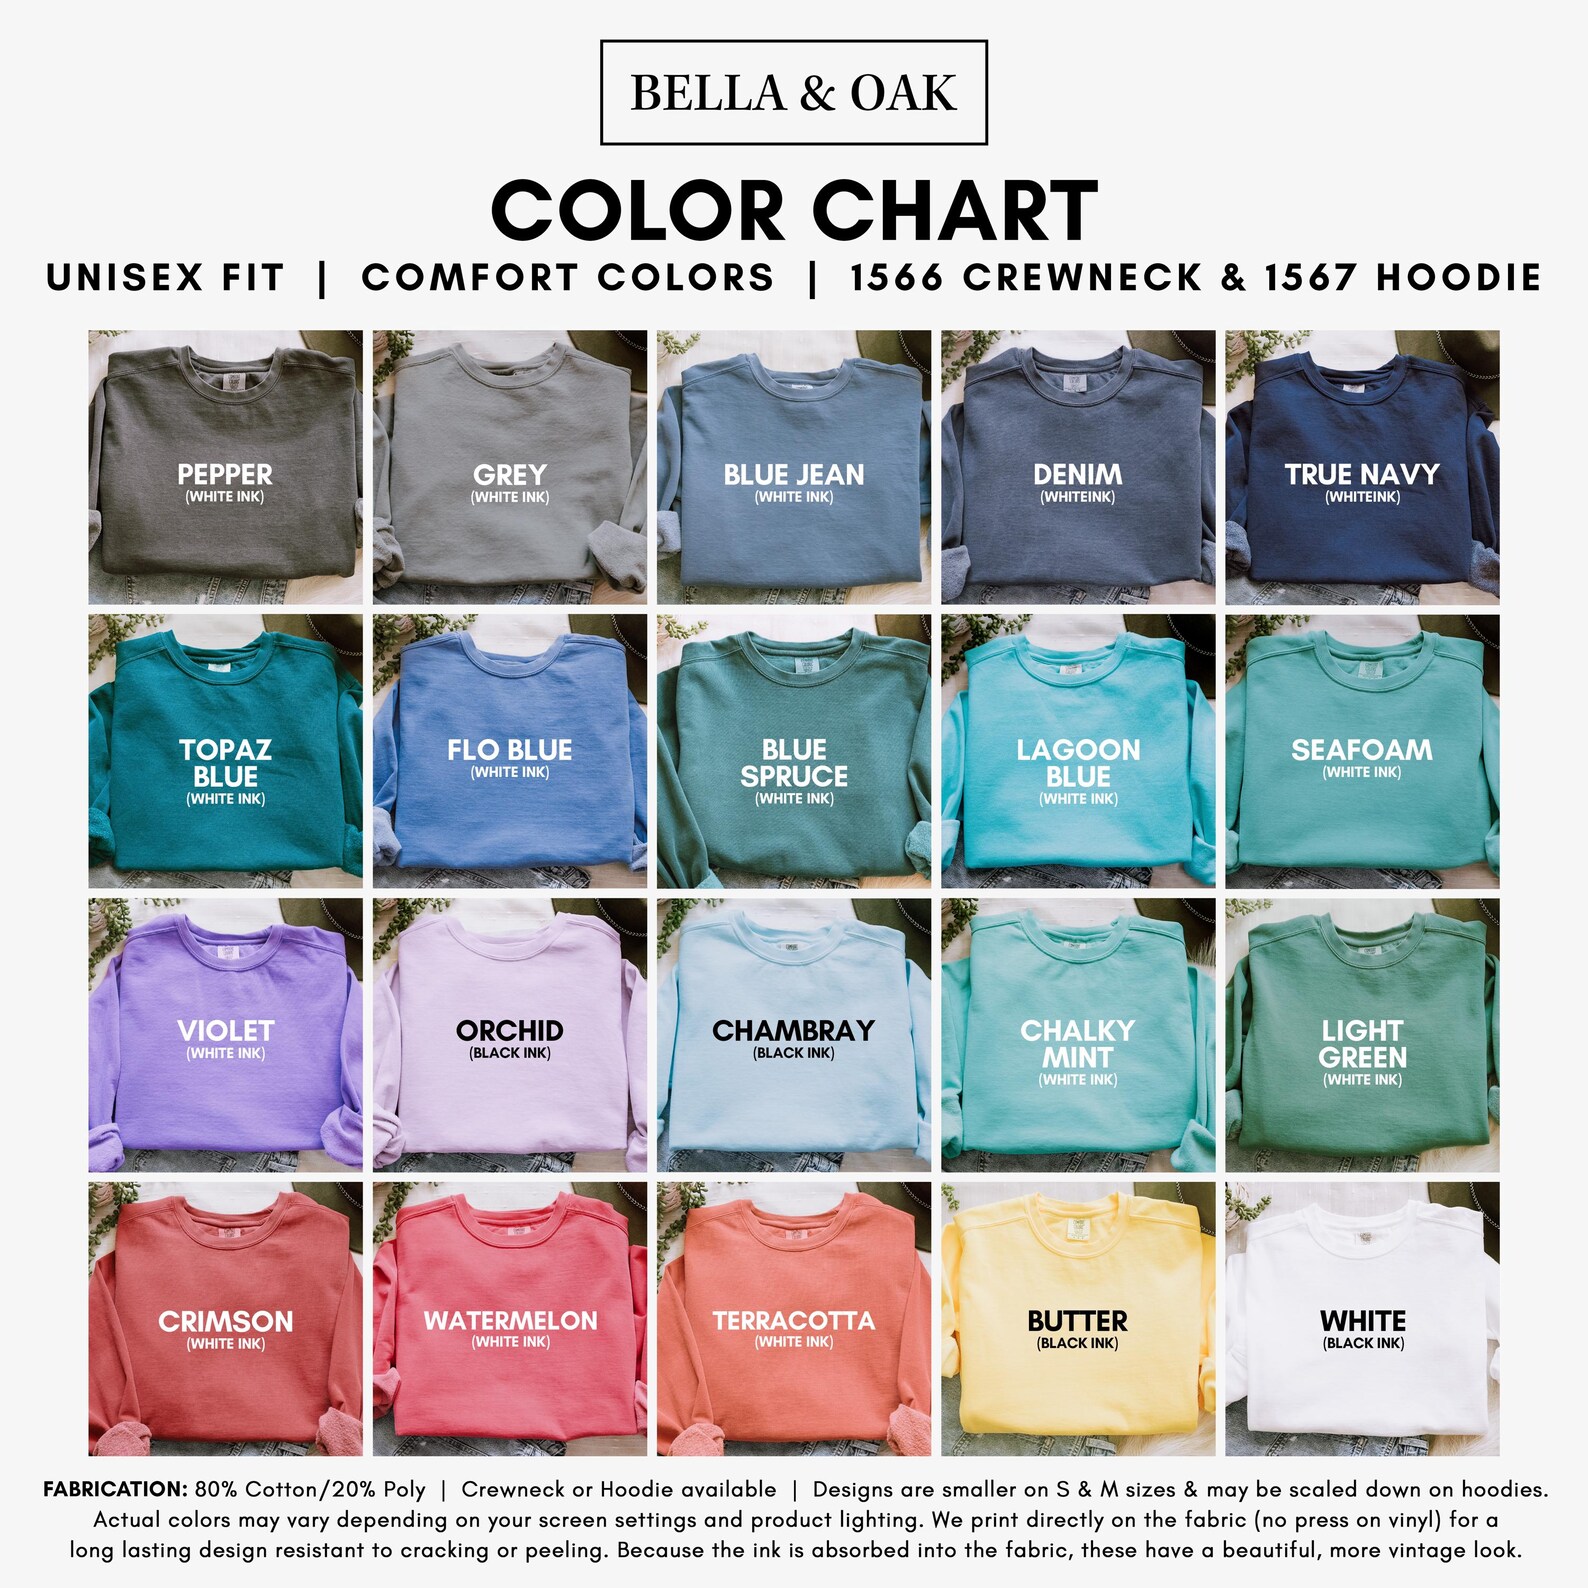 BELLA & OAK
COLOR CHART
UNISEX FIT | COMFORT COLORS | 1566 CREWNECK & 1567 HOODIE
PEPPER
(WHITE INK)
GREY
(WHITE INK)
BLUE JEAN
(WHITE INK)
DENIM
(WHITEINK)
TRUE NAVY
(WHITEINK)
TOPAZ
BLUE
(WHITE INK)
FLO BLUE
(WHITE INK)
BLUE
SPRUCE
(WHITE INK)
LAGOON
BLUE
(WHITE INK)
SEAFOAM
(WHITE INK)
VIOLET
(WHITE INK)
ORCHID
(BLACK INK)
CHAMBRAY
(BLACK INK)
CHALKY
MINT
(WHITE INK)
LIGHT
GREEN
(WHITE INK)
CRIMSON
(WHITE INK)
WATERMELON
(WHITE INK)
TERRACOTTA
(WHITE INK)
BUTTER
(BLACK INK)
WHITE
(BLACK INK)
FABRICATION: 80% Cotton/20% Poly | Crewneck or Hoodie available | Designs are smaller on S & M sizes & may be scaled down on hoodies.
Actual colors may vary depending on your screen settings and product lighting. We print directly on the fabric (no press on vinyl) for a
long lasting design resistant to cracking or peeling. Because the ink is absorbed into the fabric, these have a beautiful, more vintage look.